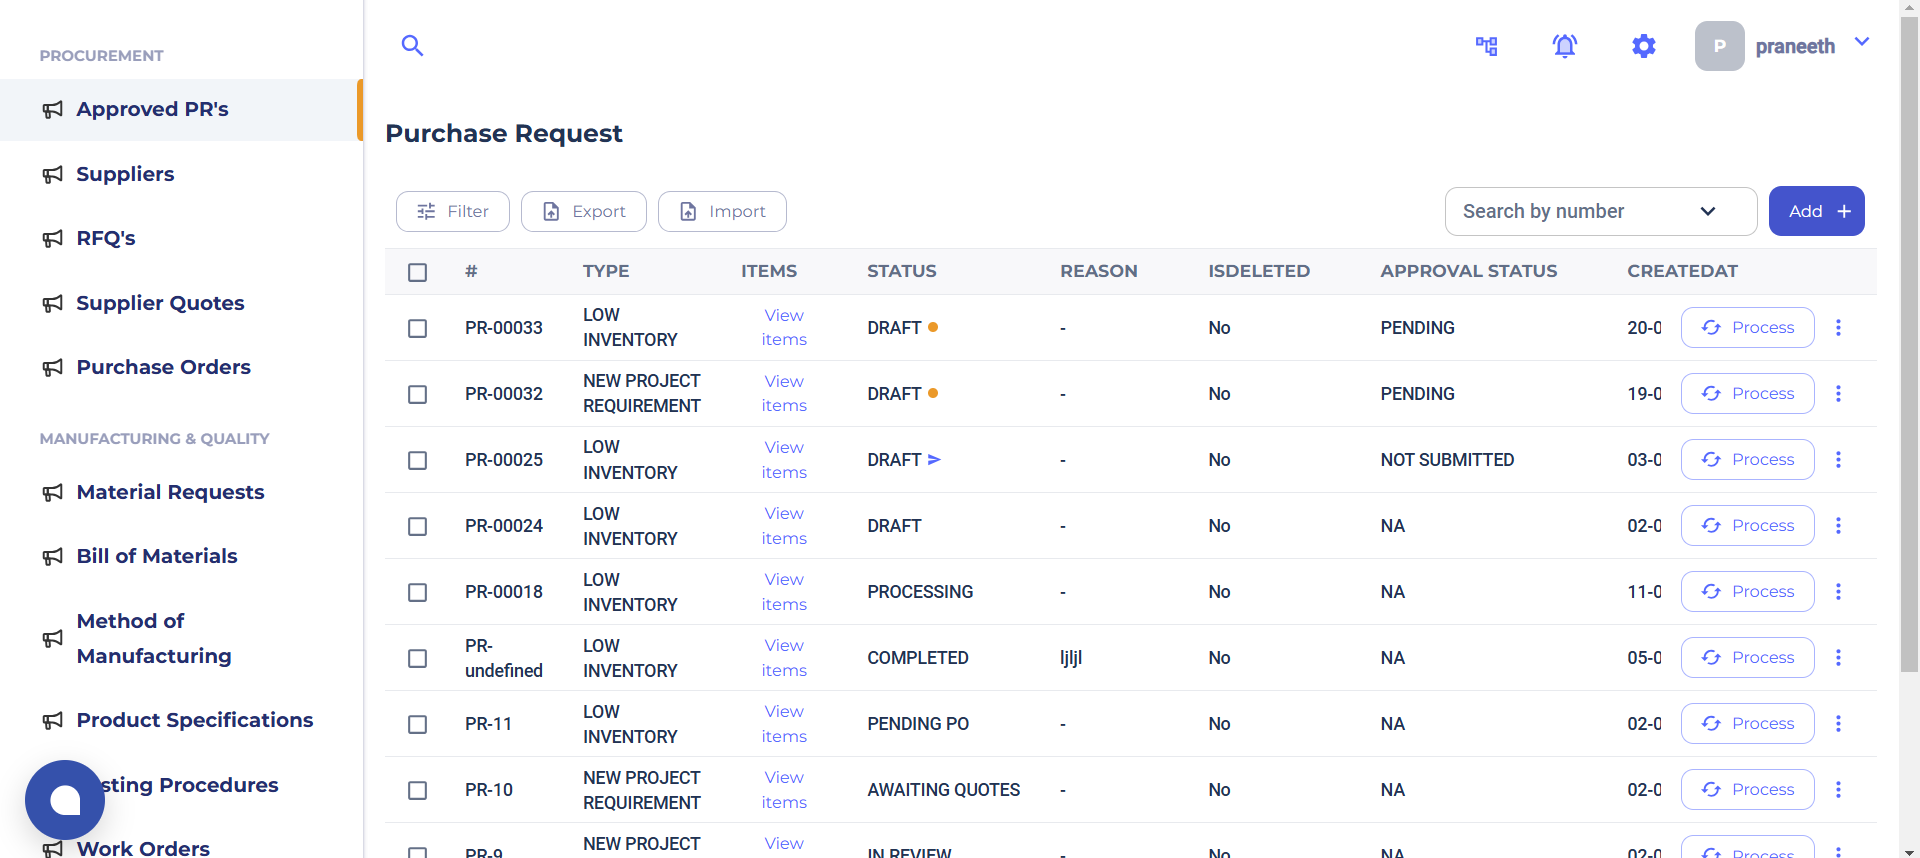 PROCUREMENT
Approved PR's
Suppliers
RFQ's
Supplier Quotes
Purchase Orders
MANUFACTURING & QUALITY
Material Requests
Bill of Materials
Method of
Manufacturing
Product Specifications
sting Procedures
Work Orders
P praneeth
Purchase Request
Filter Export Import Search by number Add +
# TYPE ITEMS STATUS REASON ISDELETED APPROVAL STATUS CREATEDAT
PR-00033 LOW INVENTORY View items DRAFT - No PENDING 20-0 Process
PR-00032 NEW PROJECT REQUIREMENT View items DRAFT - No PENDING 19-0 Process
PR-00025 LOW INVENTORY View items DRAFT - No NOT SUBMITTED 03-0 Process
PR-00024 LOW INVENTORY View items DRAFT - No NA 02-0 Process
PR-00018 LOW INVENTORY View items PROCESSING - No NA 11-0 Process
PR-undefined LOW INVENTORY View items COMPLETED ljljl No NA 05-0 Process
PR-11 LOW INVENTORY View items PENDING PO - No NA 02-0 Process
PR-10 NEW PROJECT REQUIREMENT View items AWAITING QUOTES - No NA 02-0 Process
PR-9 NEW PROJECT View IN REVIEW - No NA 02-0 Process